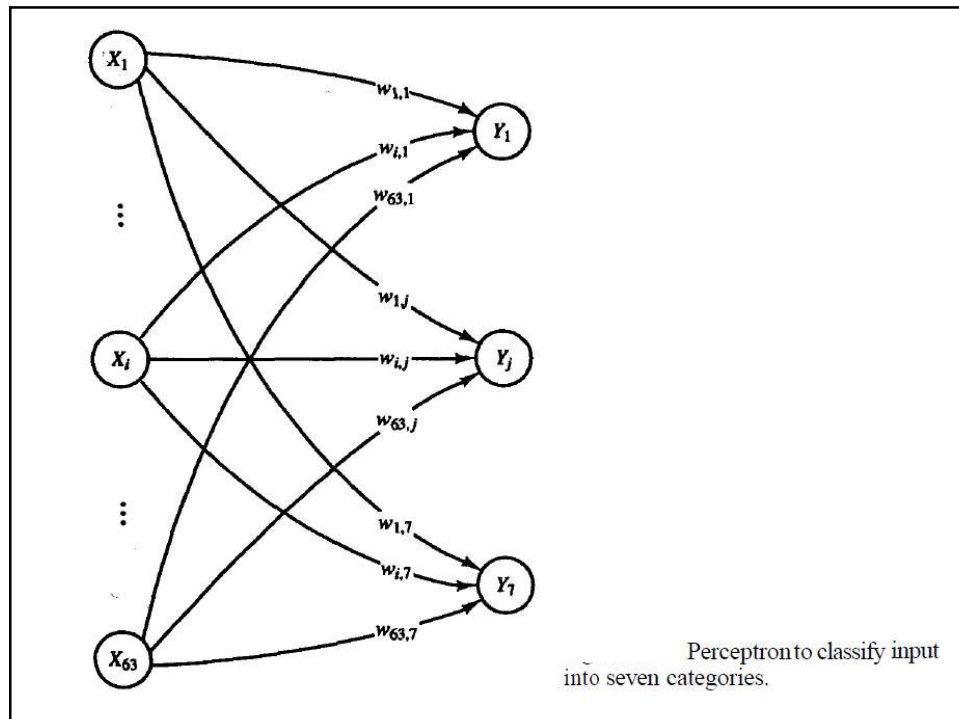 X1
w1,1
Y1
wi,1
w63,1
⋮
w1,j
Xi
wi,j
Yj
w63,j
⋮
w1,7
wi,7
Y7
w63,7
X63
Perceptron to classify input
into seven categories.